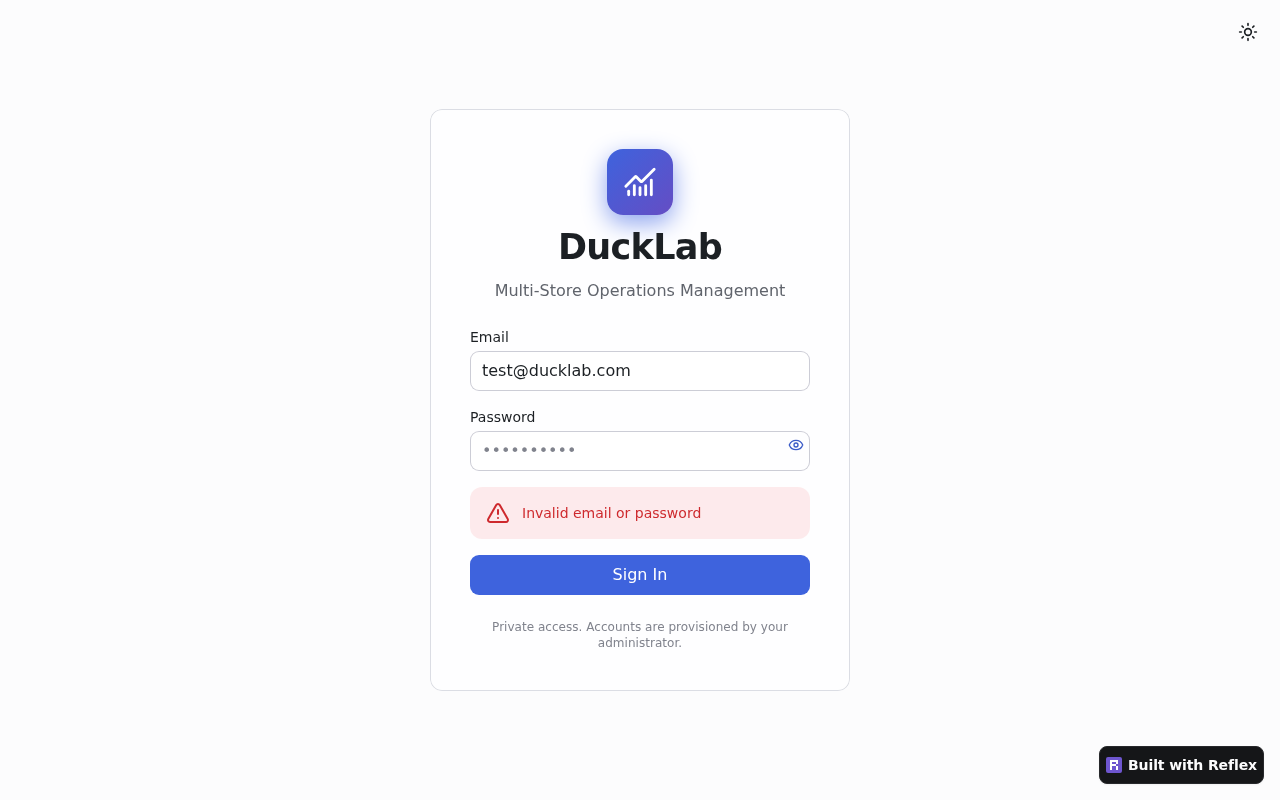 DuckLab
Multi-Store Operations Management
Email
test@ducklab.com
Password
••••••••••
Invalid email or password
Sign In
Private access. Accounts are provisioned by your
administrator.
Built with Reflex